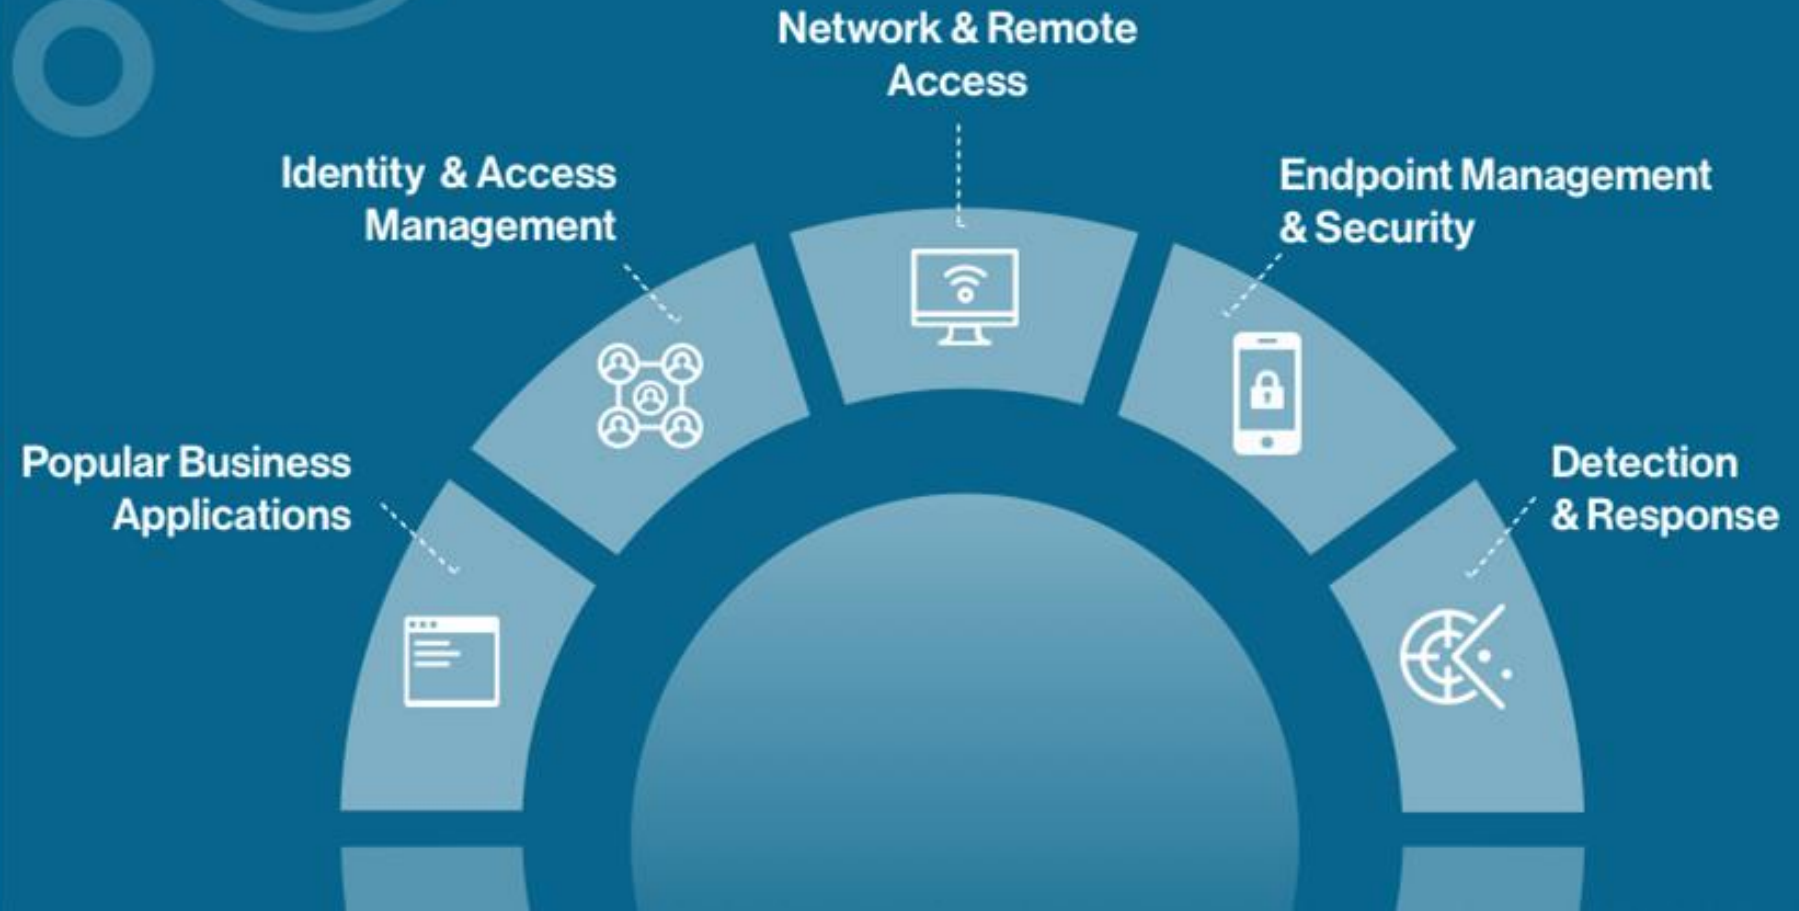 Network & Remote
Access
Identity & Access
Management
Endpoint Management
& Security
Popular Business
Applications
Detection
& Response